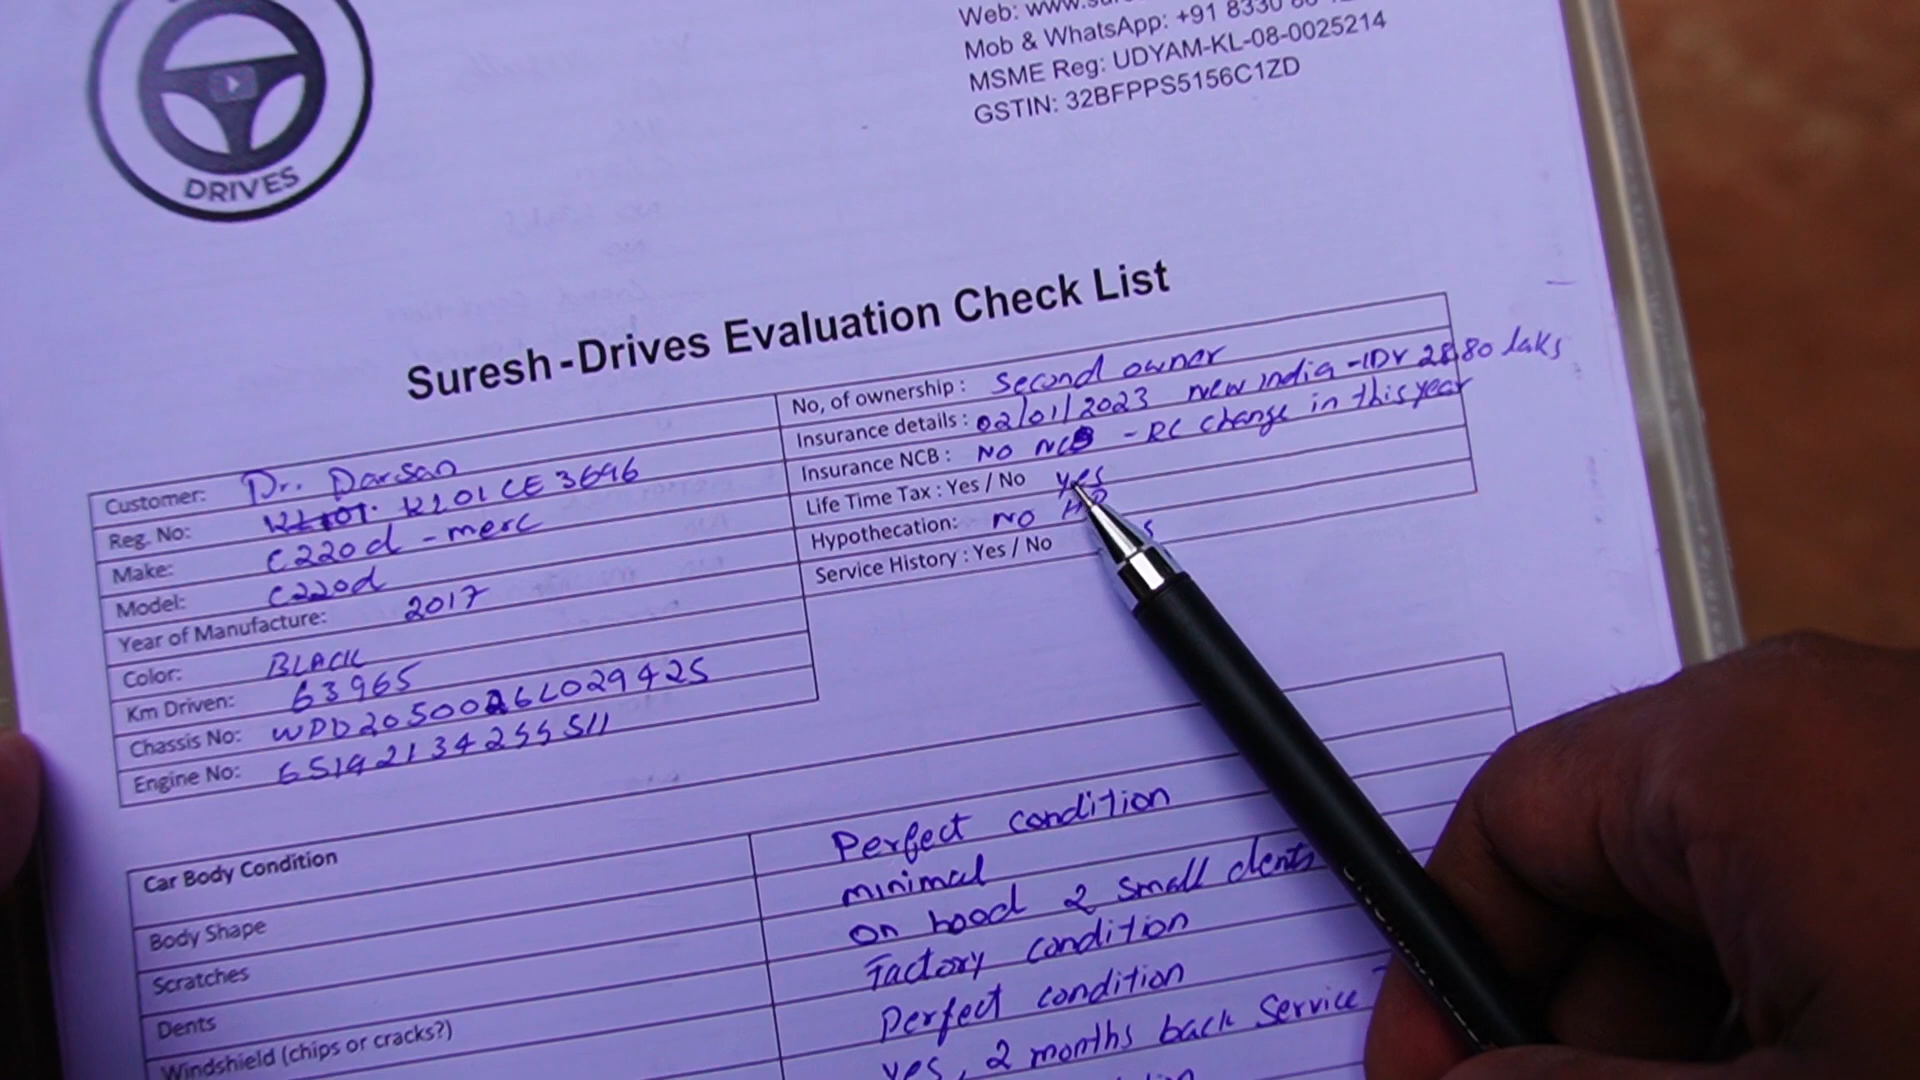 DRIVES
Web: www.
Mob & WhatsApp: +91 8330
MSME Reg: UDYAM-KL-08-0025214
GSTIN: 32BFPPS5156C1ZD
Suresh-Drives Evaluation Check List
Customer: Dr. Darsan
Reg. No: KL01CE3646
Make: C220d - merc
Model: C220d
Year of Manufacture: 2017
Color: BLACK
Km Driven: 63965
Chassis No:
Engine No:
No, of ownership : Second owner
Insurance details : 02/01/2023 New india -IDV 28.80 laks
Insurance NCB : NO NCB - RC change in this year
Life Time Tax : Yes / No yes
Hypothecation: NO HP
Service History : Yes / No
Car Body Condition
Body Shape Perfect condition
Scratches minimal
Dents on hood 2 small dents
Windshield (chips or cracks?) Factory condition
Perfect condition
yes, 2 months back Service